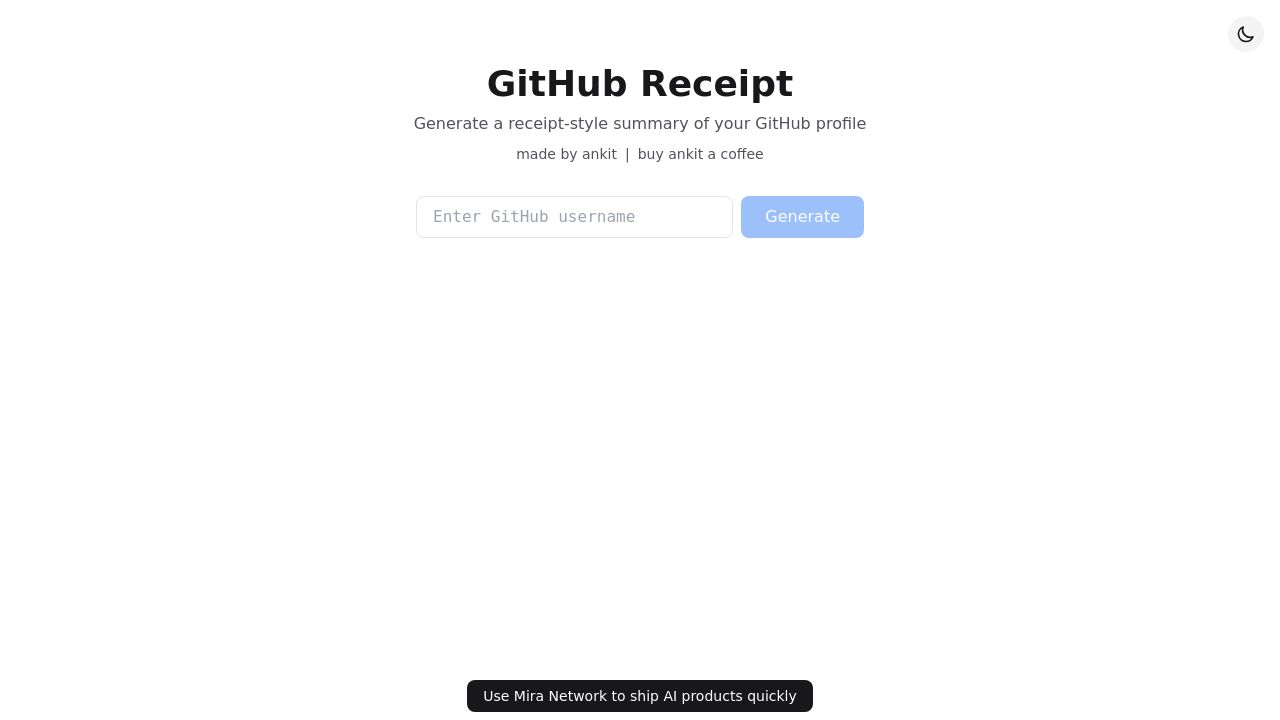 GitHub Receipt
Generate a receipt-style summary of your GitHub profile
made by ankit | buy ankit a coffee
Enter GitHub username
Generate
Use Mira Network to ship AI products quickly